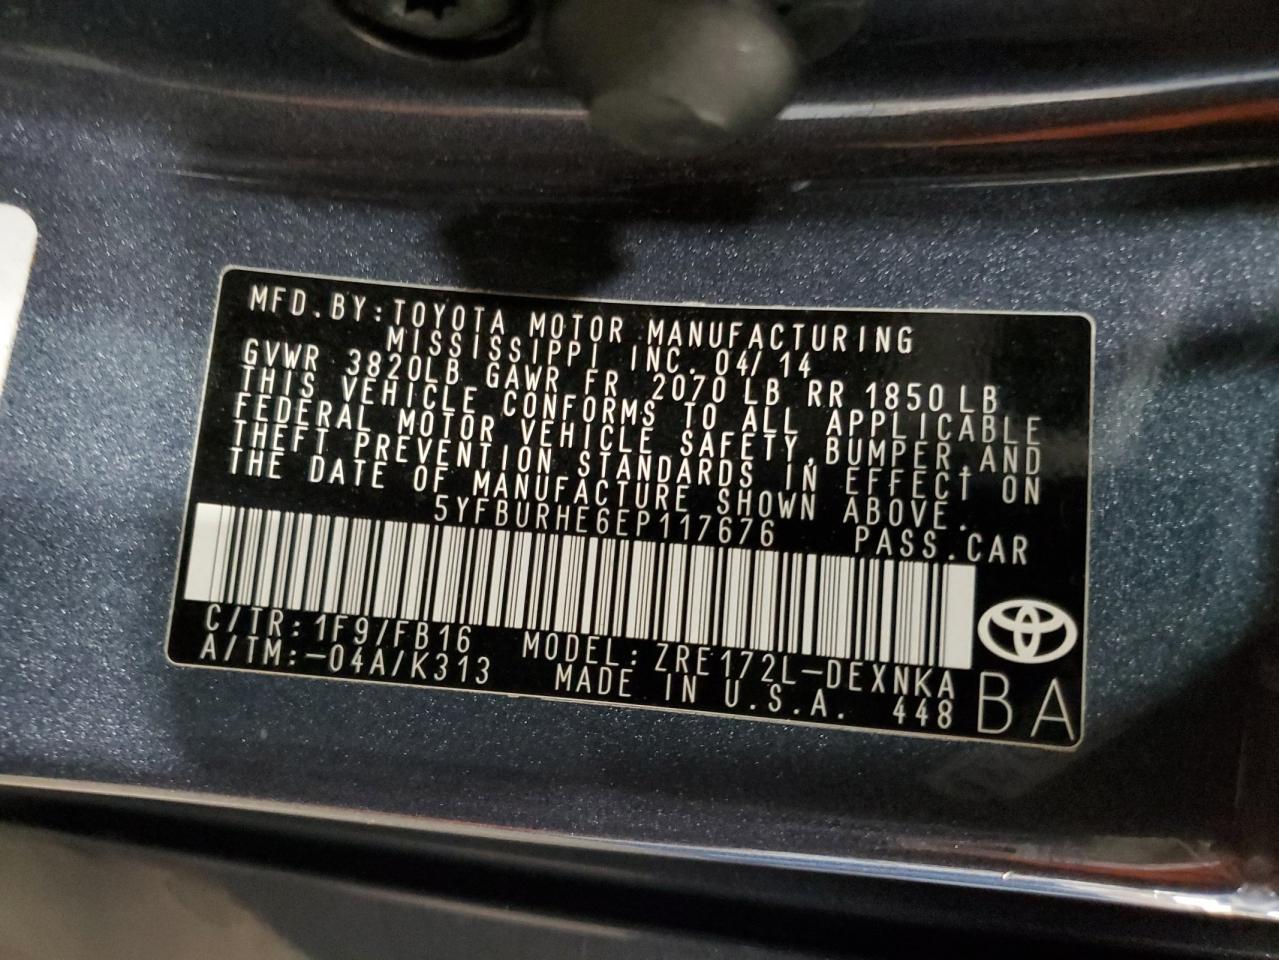 MFD.BY:TOYOTA MOTOR MANUFACTURING
MISSISSIPPI INC. 04/14
GVWR 3820LB GAWR FR 2070 LB RR 1850 LB
THIS VEHICLE CONFORMS TO ALL APPLICABLE
FEDERAL MOTOR VEHICLE SAFETY,BUMPER,AND
THEFT PREVENTION STANDARDS IN EFFECT ON
THE DATE OF MANUFACTURE SHOWN ABOVE.
5YFBURHE6EP117676 PASS.CAR
C/TR: 1F9/FB16 MODEL: ZRE172L-DEXNKA
A/TM:-04A/K313 MADE IN U.S.A. 448 BA